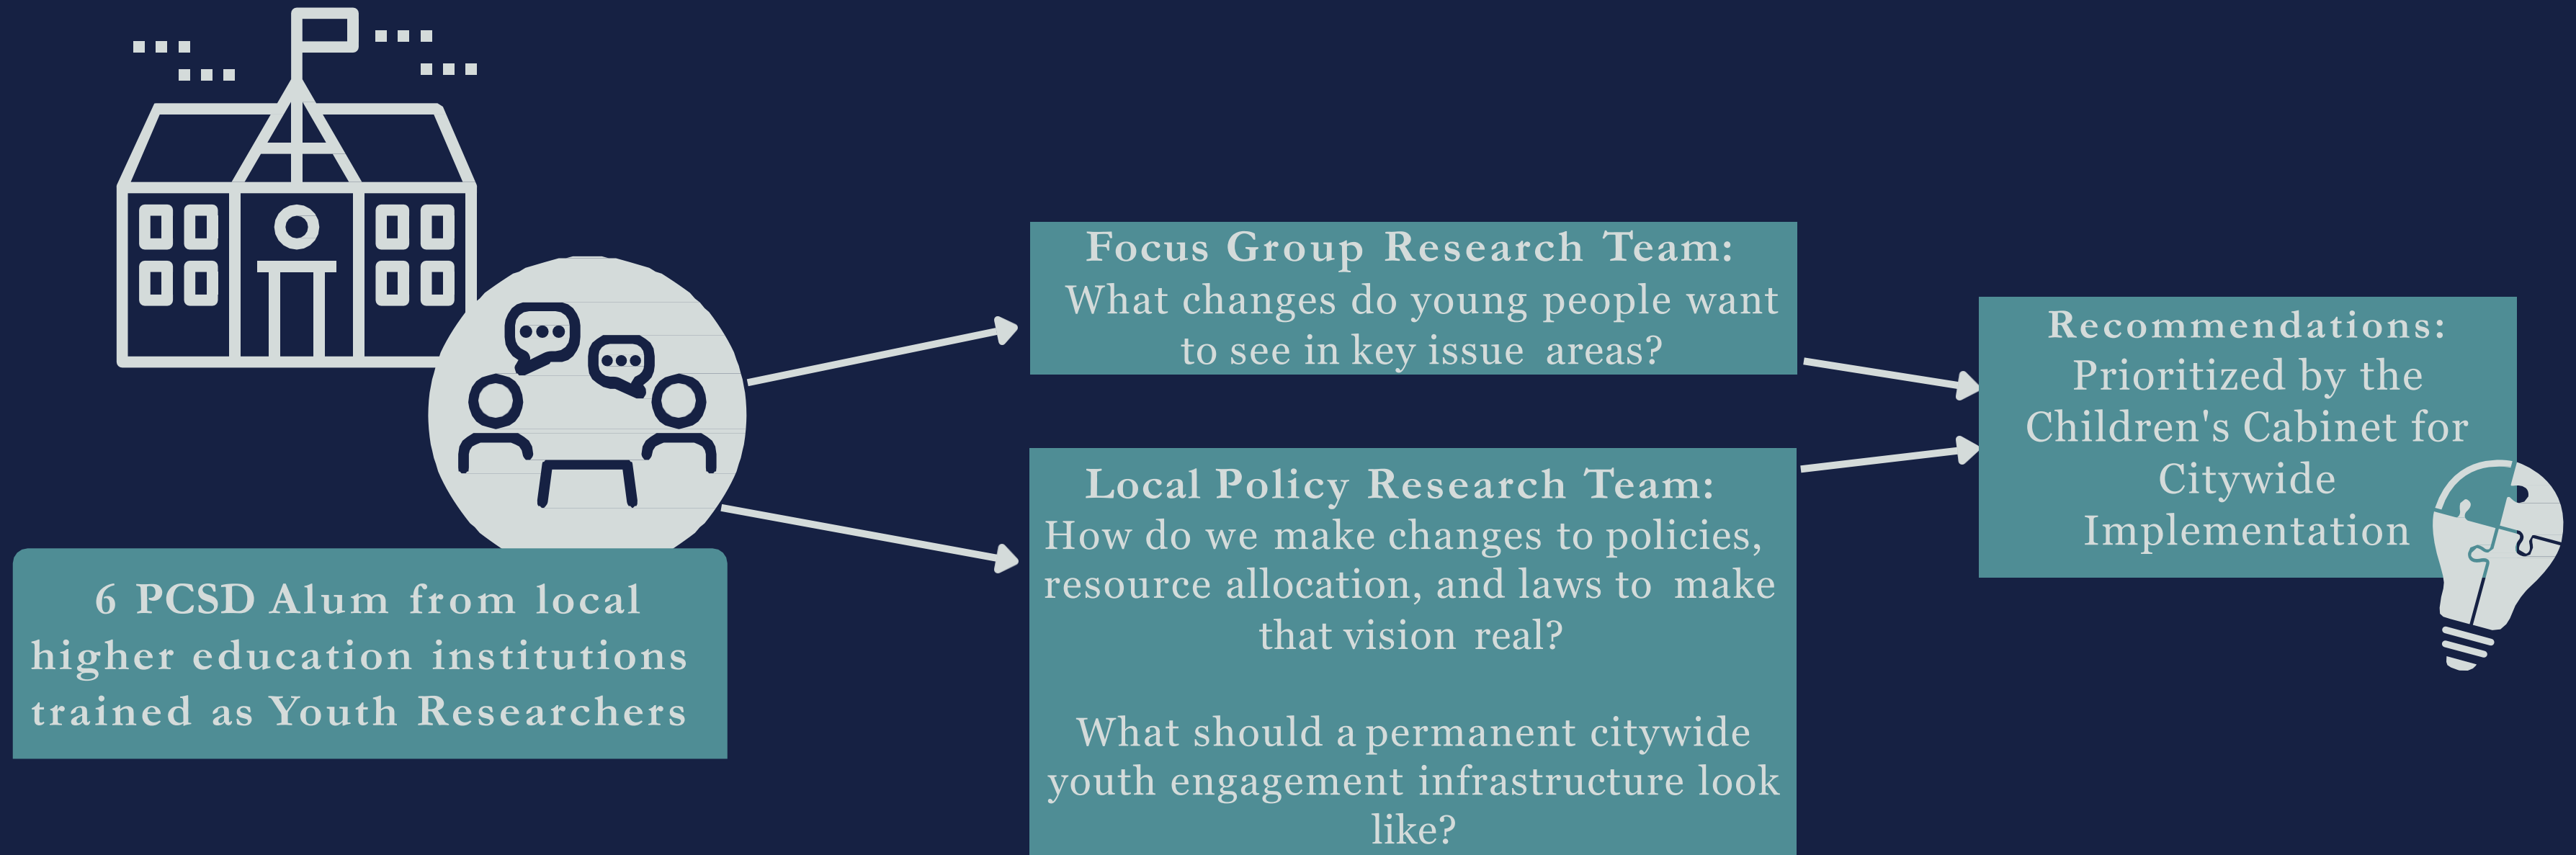 6 PCSD Alum from local
higher education institutions
trained as Youth Researchers
Focus Group Research Team:
What changes do young people want
to see in key issue areas?
Local Policy Research Team:
How do we make changes to policies,
resource allocation, and laws to make
that vision real?
What should a permanent citywide
youth engagement infrastructure look
like?
Recommendations:
Prioritized by the
Children's Cabinet for
Citywide
Implementation